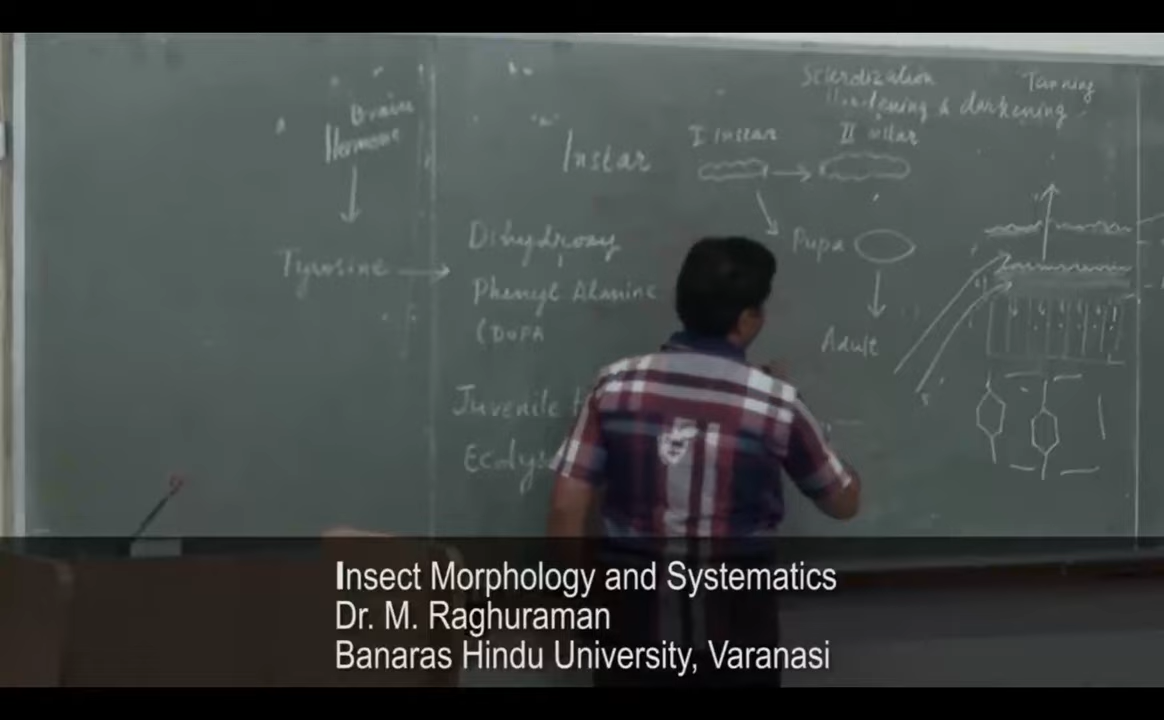 Brain
Hormone
Tyrosine
Instar
Dihydroxy
Phenyl Alanine
(DOPA
Juvenile H
Ecdys
Sclerotization
Hardening & darkening
Tanning
I instar
II instar
Pupa
Adult
Insect Morphology and Systematics
Dr. M. Raghuraman
Banaras Hindu University, Varanasi